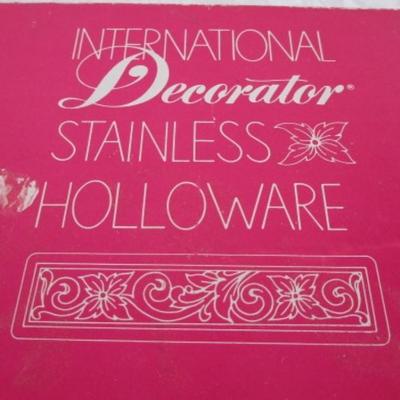 INTERNATIONAL
Decorator®
STAINLESS
HOLLOWARE